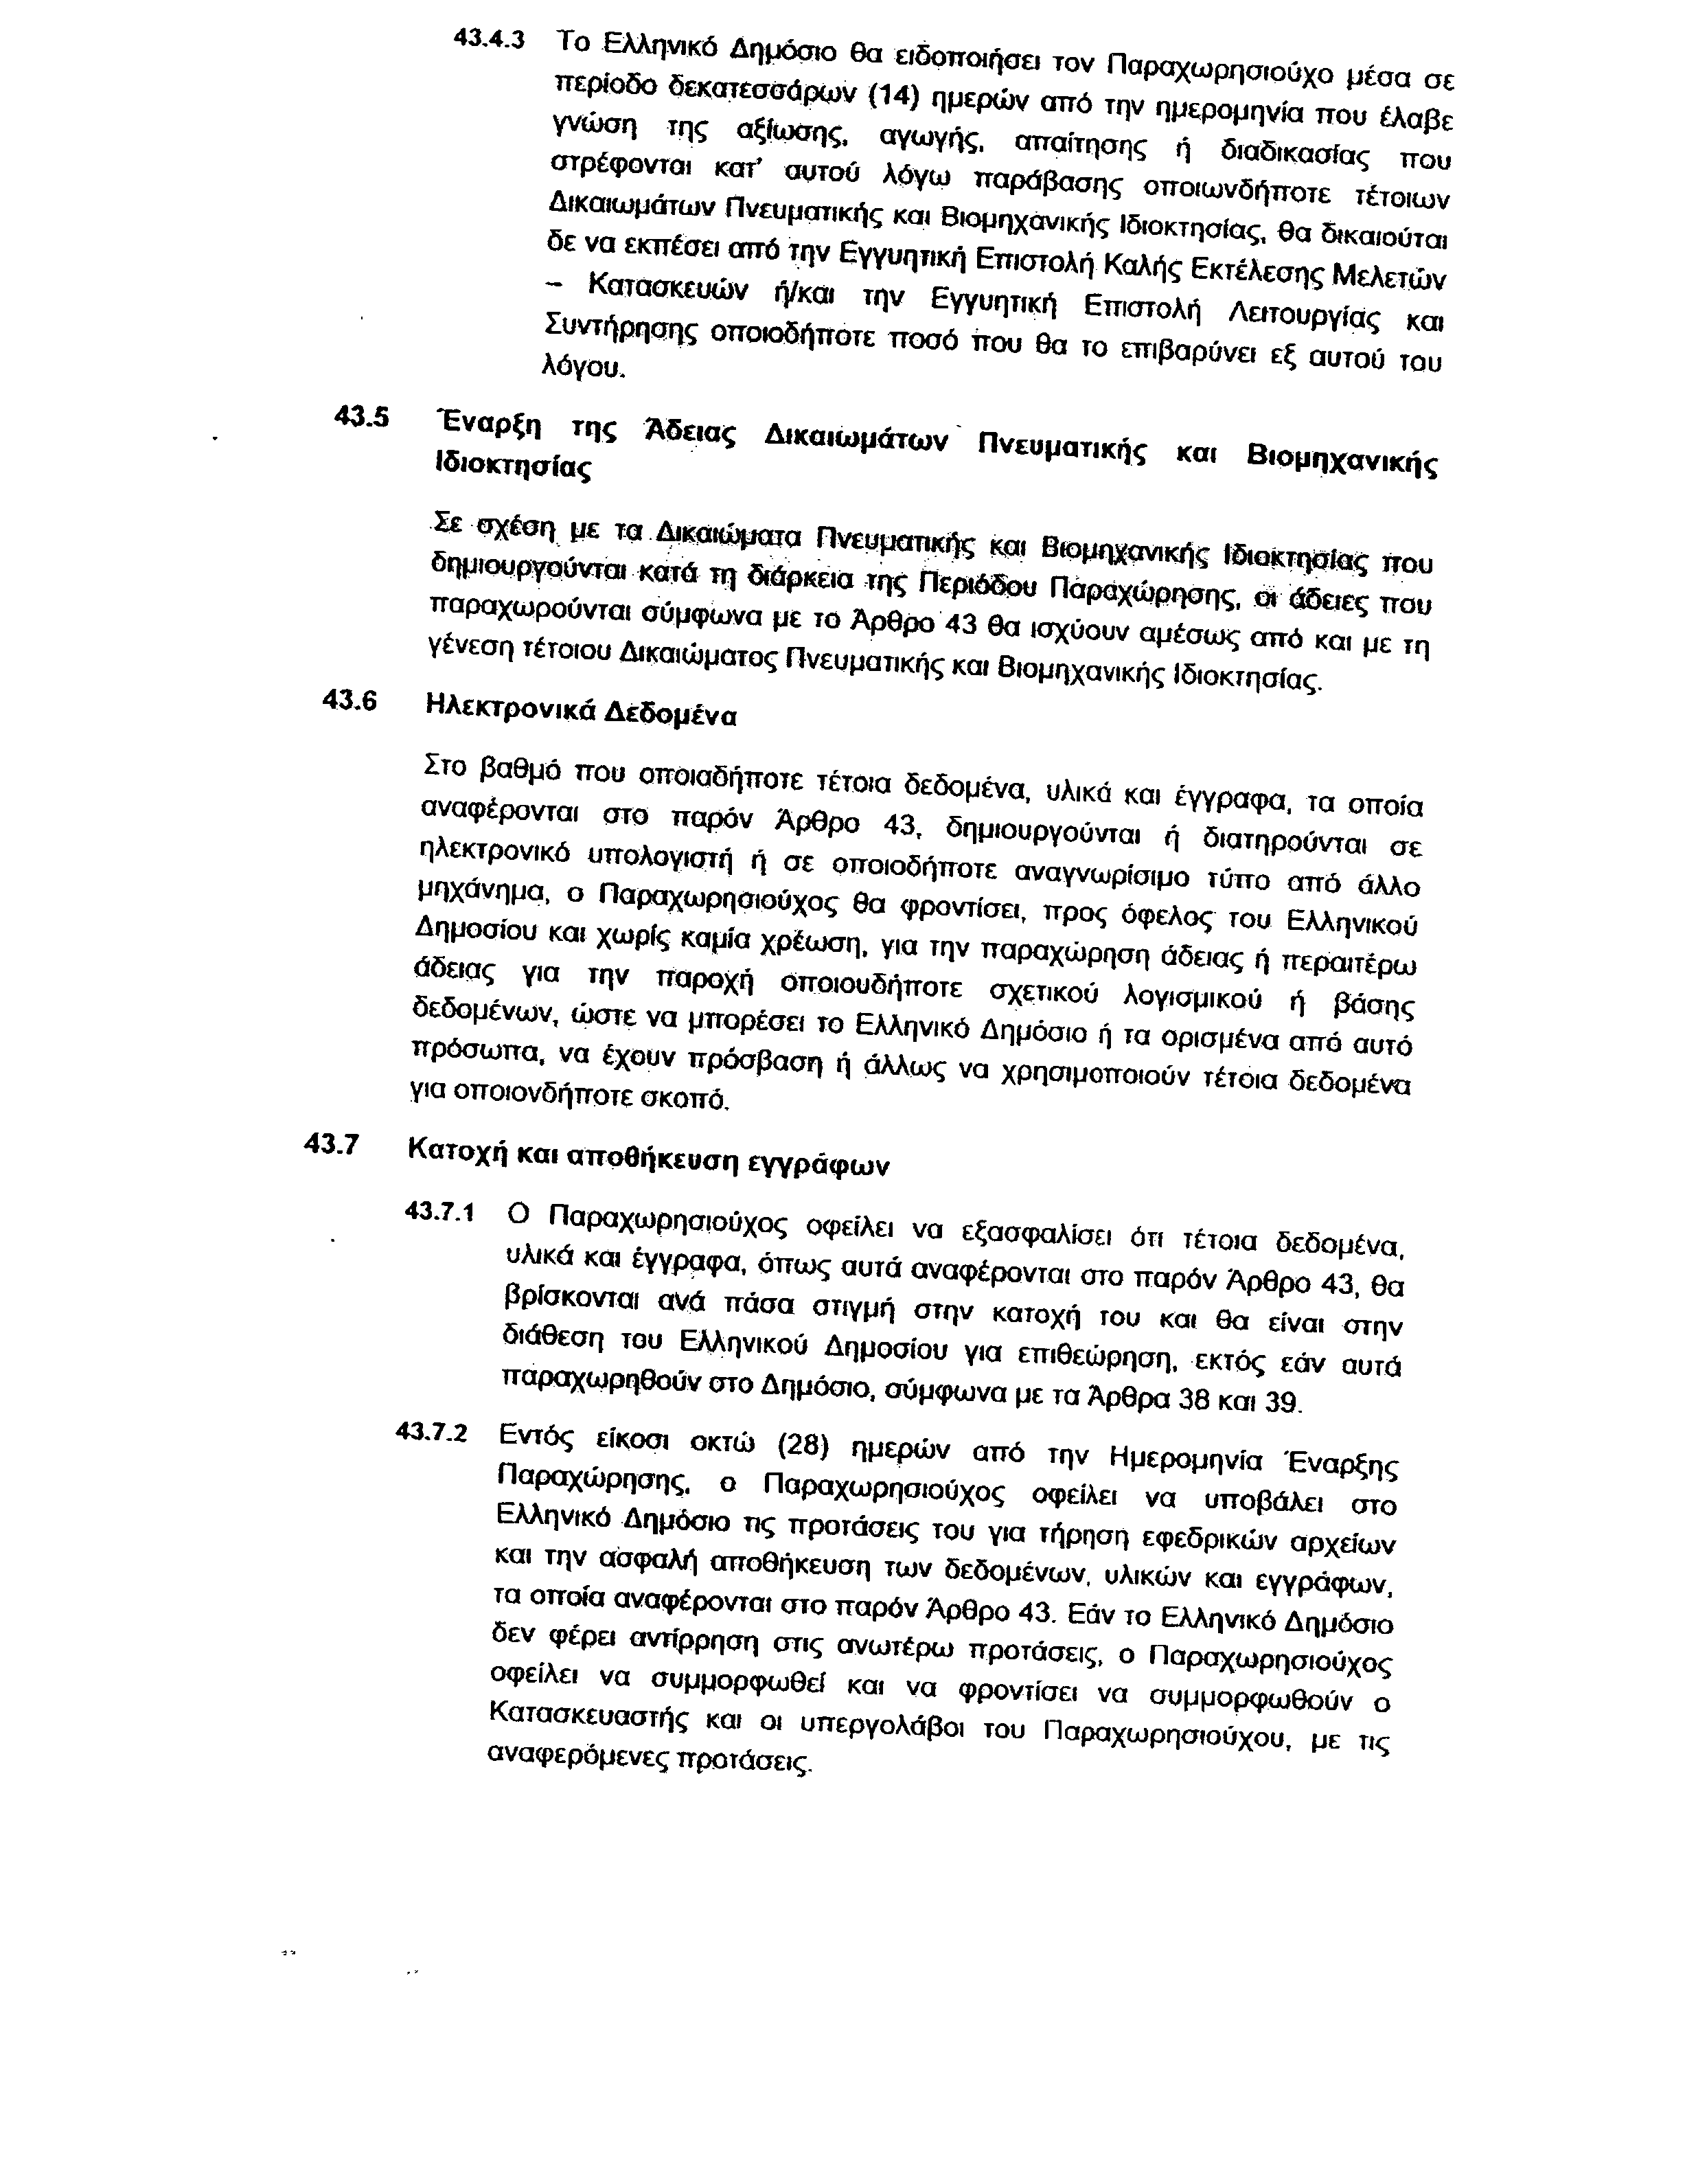 43.4.3 Το Ελληνικό Δημόσιο θα ειδοποιήσει τον Παραχωρησιούχο μέσα σε
περίοδο δεκατεσσάρων (14) ημερών από την ημερομηνία που έλαβε
γνώση της αξίωσης, αγωγής, απαίτησης ή διαδικασίας που
στρέφονται κατ' αυτού λόγω παράβασης οποιωνδήποτε τέτοιων
Δικαιωμάτων Πνευματικής και Βιομηχανικής Ιδιοκτησίας, θα δικαιούται
δε να εκπέσει από την Εγγυητική Επιστολή Καλής Εκτέλεσης Μελετών
– Κατασκευών ή/και την Εγγυητική Επιστολή Λειτουργίας και
Συντήρησης οποιοδήποτε ποσό που θα το επιβαρύνει εξ αυτού του
λόγου.
43.5 Έναρξη της Άδειας Δικαιωμάτων Πνευματικής και Βιομηχανικής
Ιδιοκτησίας
Σε σχέση με τα Δικαιώματα Πνευματικής και Βιομηχανικής Ιδιοκτησίας που
δημιουργούνται κατά τη διάρκεια της Περιόδου Παραχώρησης, οι άδειες που
παραχωρούνται σύμφωνα με το Άρθρο 43 θα ισχύουν αμέσως από και με τη
γένεση τέτοιου Δικαιώματος Πνευματικής και Βιομηχανικής Ιδιοκτησίας.
43.6 Ηλεκτρονικά Δεδομένα
Στο βαθμό που οποιαδήποτε τέτοια δεδομένα, υλικά και έγγραφα, τα οποία
αναφέρονται στο παρόν Άρθρο 43, δημιουργούνται ή διατηρούνται σε
ηλεκτρονικό υπολογιστή ή σε οποιοδήποτε αναγνωρίσιμο τύπο από άλλο
μηχάνημα, ο Παραχωρησιούχος θα φροντίσει, προς όφελος του Ελληνικού
Δημοσίου και χωρίς καμία χρέωση, για την παραχώρηση άδειας ή περαιτέρω
άδειας για την παροχή οποιουδήποτε σχετικού λογισμικού ή βάσης
δεδομένων, ώστε να μπορέσει το Ελληνικό Δημόσιο ή τα ορισμένα από αυτό
πρόσωπα, να έχουν πρόσβαση ή άλλως να χρησιμοποιούν τέτοια δεδομένα
για οποιονδήποτε σκοπό.
43.7 Κατοχή και αποθήκευση εγγράφων
43.7.1 Ο Παραχωρησιούχος οφείλει να εξασφαλίσει ότι τέτοια δεδομένα,
υλικά και έγγραφα, όπως αυτά αναφέρονται στο παρόν Άρθρο 43, θα
βρίσκονται ανά πάσα στιγμή στην κατοχή του και θα είναι στην
διάθεση του Ελληνικού Δημοσίου για επιθεώρηση, εκτός εάν αυτά
παραχωρηθούν στο Δημόσιο, σύμφωνα με τα Άρθρα 38 και 39.
43.7.2 Εντός είκοσι οκτώ (28) ημερών από την Ημερομηνία Έναρξης
Παραχώρησης, ο Παραχωρησιούχος οφείλει να υποβάλει στο
Ελληνικό Δημόσιο τις προτάσεις του για τήρηση εφεδρικών αρχείων
και την ασφαλή αποθήκευση των δεδομένων, υλικών και εγγράφων,
τα οποία αναφέρονται στο παρόν Άρθρο 43. Εάν το Ελληνικό Δημόσιο
δεν φέρει αντίρρηση στις ανωτέρω προτάσεις, ο Παραχωρησιούχος
οφείλει να συμμορφωθεί και να φροντίσει να συμμορφωθούν ο
Κατασκευαστής και οι υπεργολάβοι του Παραχωρησιούχου, με τις
αναφερόμενες προτάσεις.